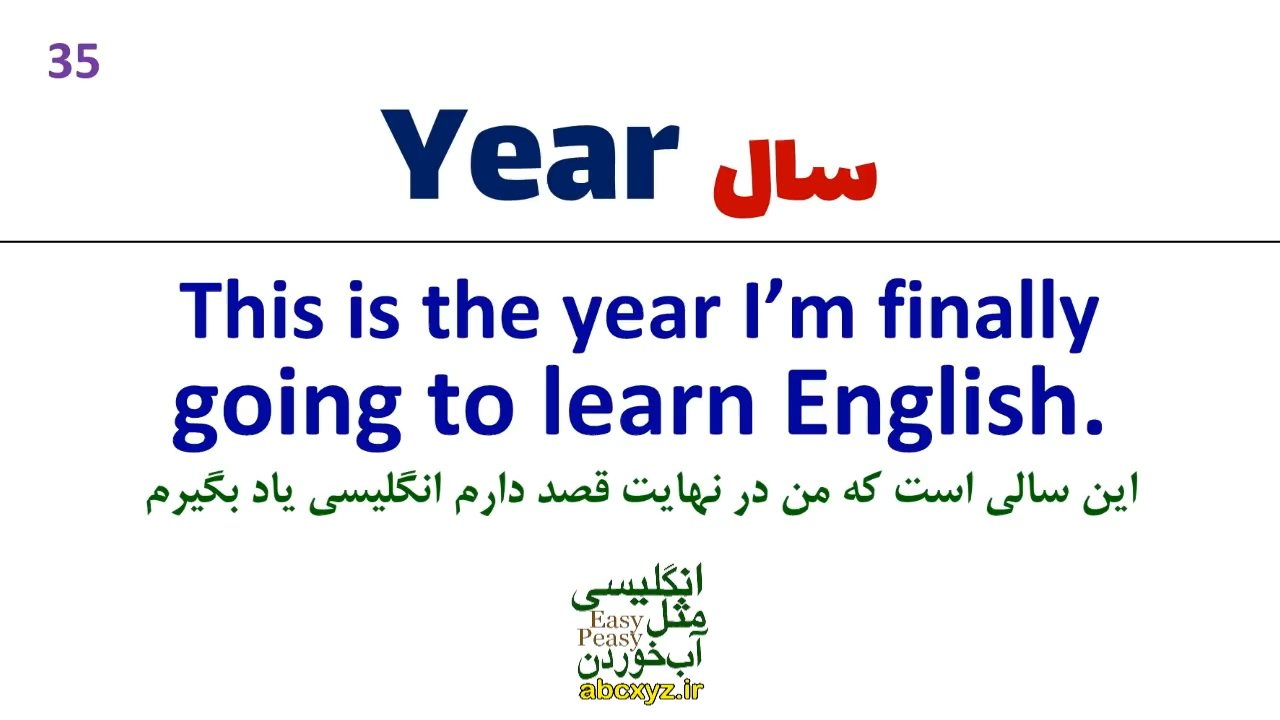 35
Year سال
This is the year I’m finally
going to learn English.
این سالی است که من در نهایت قصد دارم انگلیسی یاد بگیرم
انگلیسی
مثل Easy
Peasy
آب‌خوردن
abcxyz.ir